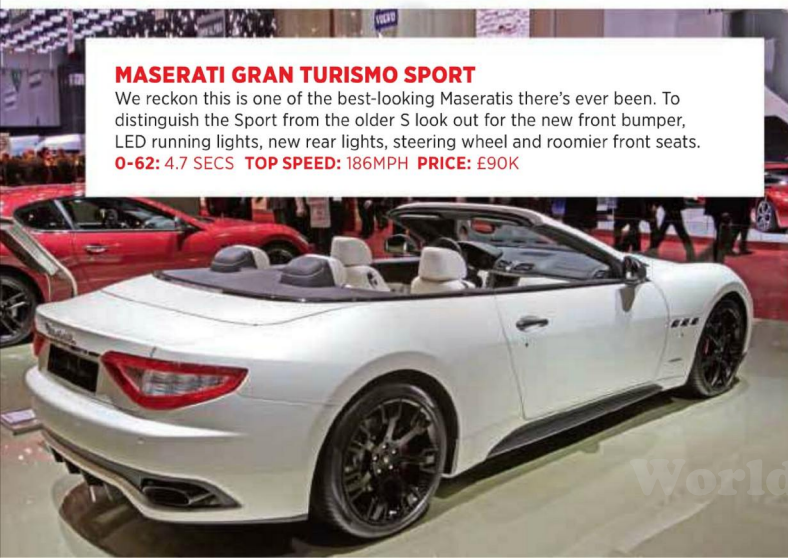 VOLVO
MASERATI GRAN TURISMO SPORT
We reckon this is one of the best-looking Maseratis there's ever been. To
distinguish the Sport from the older S look out for the new front bumper,
LED running lights, new rear lights, steering wheel and roomier front seats.
0-62: 4.7 SECS TOP SPEED: 186MPH PRICE: £90K
World